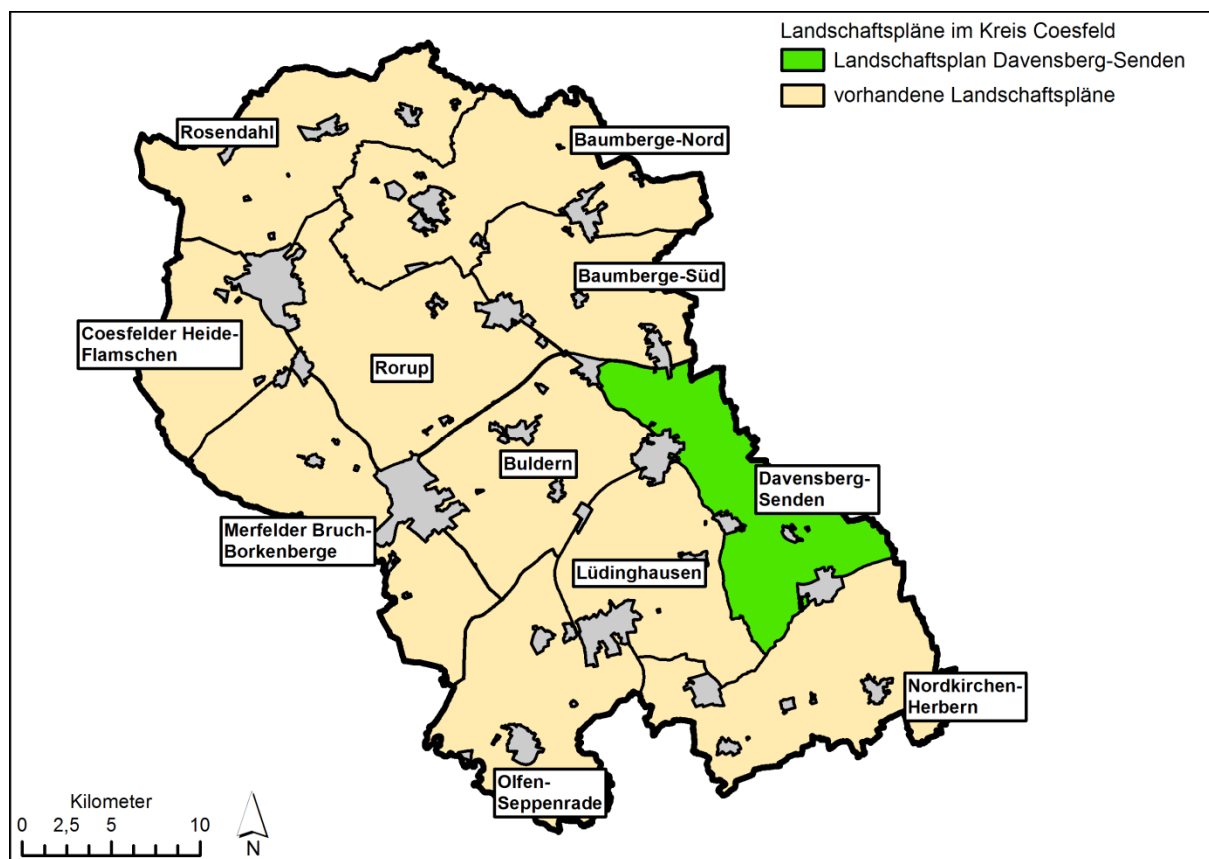 Landschaftspläne im Kreis Coesfeld
Landschaftsplan Davensberg-Senden
vorhandene Landschaftspläne
Rosendahl
Baumberge-Nord
Baumberge-Süd
Coesfelder Heide-
Flamschen
Rorup
Buldern
Davensberg-
Senden
Merfelder Bruch-
Borkenberge
Lüdinghausen
Nordkirchen-
Herbern
Olfen-
Seppenrade
Kilometer
0 2,5 5 10
N